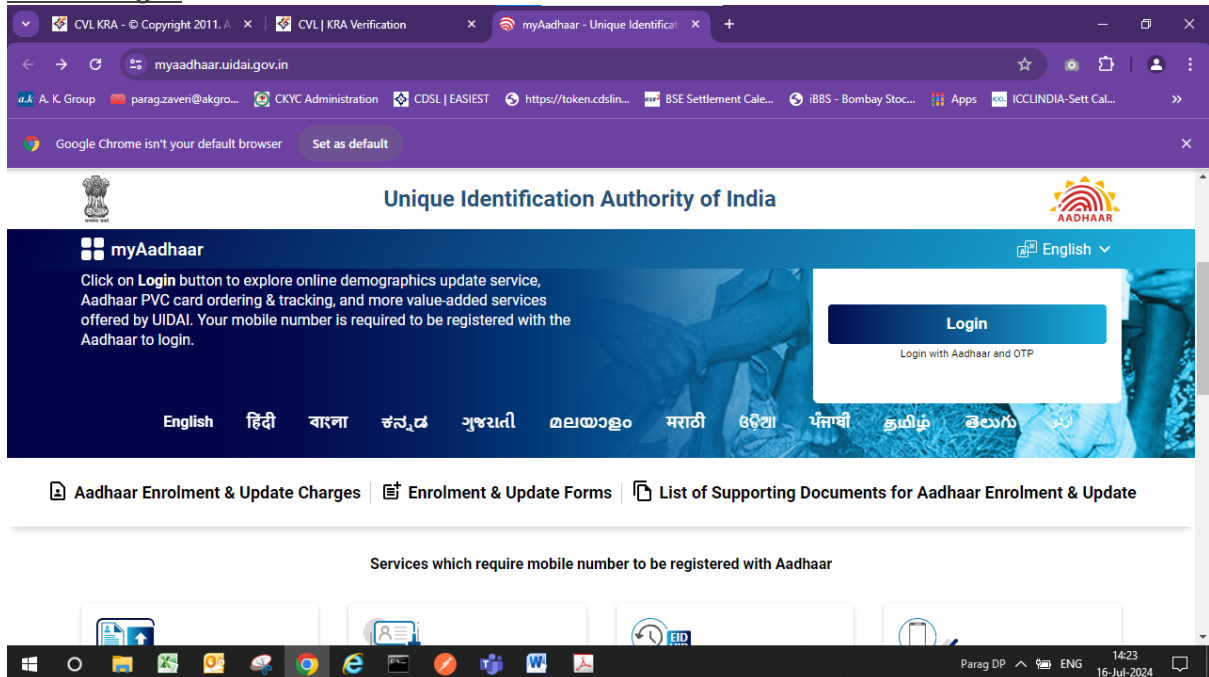 CVL KRA - © Copyright 2011. A
CVL | KRA Verification
myAadhaar - Unique Identificat
myaadhaar.uidai.gov.in
a.k A. K. Group
parag.zaveri@akgro...
CKYC Administration
CDSL | EASIEST
https://token.cdslin...
BSE Settlement Cale...
iBBS - Bombay Stoc...
Apps
ICCLINDIA-Sett Cal...
Google Chrome isn't your default browser
Set as default
Unique Identification Authority of India
AADHAAR
myAadhaar
English
Click on Login button to explore online demographics update service,
Aadhaar PVC card ordering & tracking, and more value-added services
offered by UIDAI. Your mobile number is required to be registered with the
Aadhaar to login.
Login
Login with Aadhaar and OTP
English हिंदी বাংলা ಕನ್ನಡ ગુજરાતી മലയാളം मराठी ଓଡ଼ିଆ ਪੰਜਾਬੀ தமிழ் తెలుగు اردو
Aadhaar Enrolment & Update Charges
Enrolment & Update Forms
List of Supporting Documents for Aadhaar Enrolment & Update
Services which require mobile number to be registered with Aadhaar
EID
Parag DP
ENG
14:23
16-Jul-2024